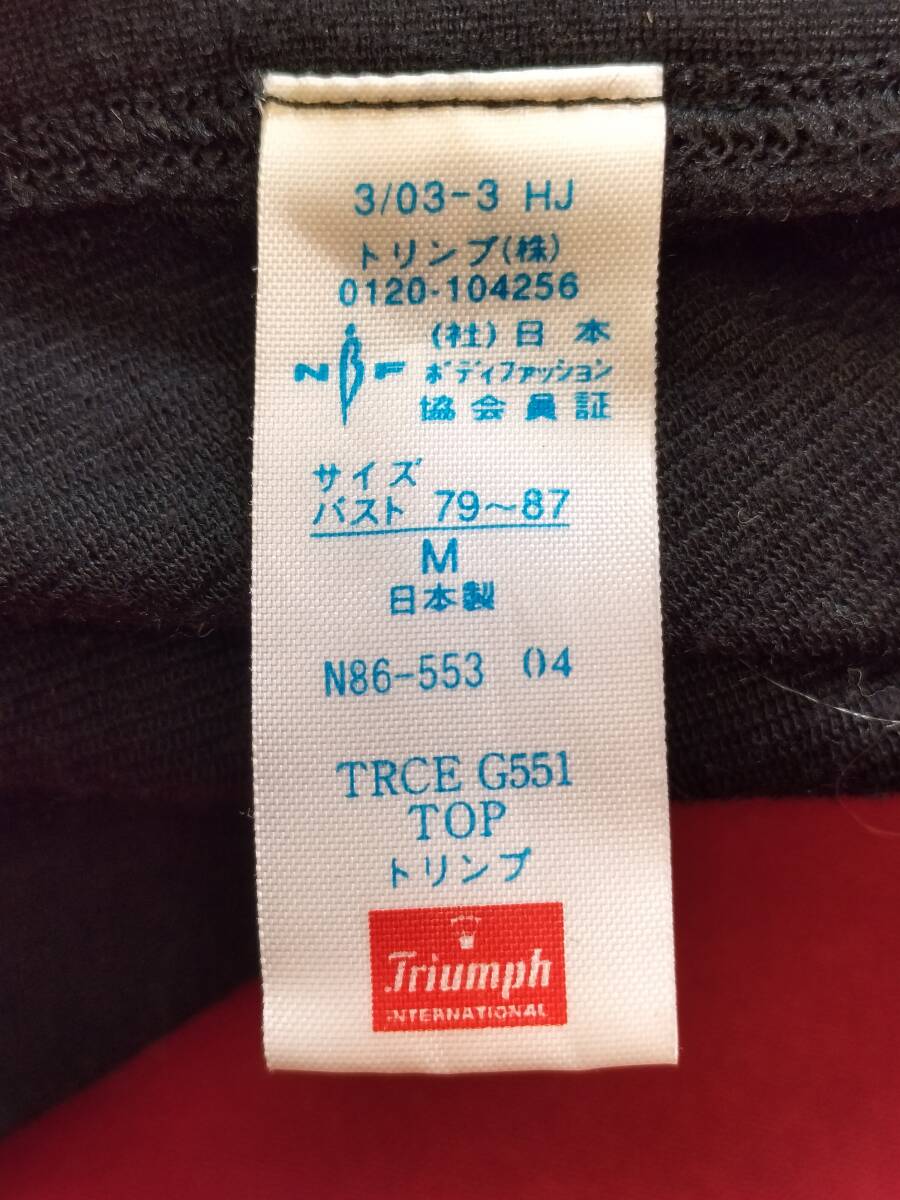 3/03-3 HJ
トリンプ(株)
0120-104256
NBF
(社)日本
ボディファッション
協会員証
サイズ
バスト 79~87
M
日本製
N86-553 04
TRCE G551
TOP
トリンプ
Triumph
INTERNATIONAL